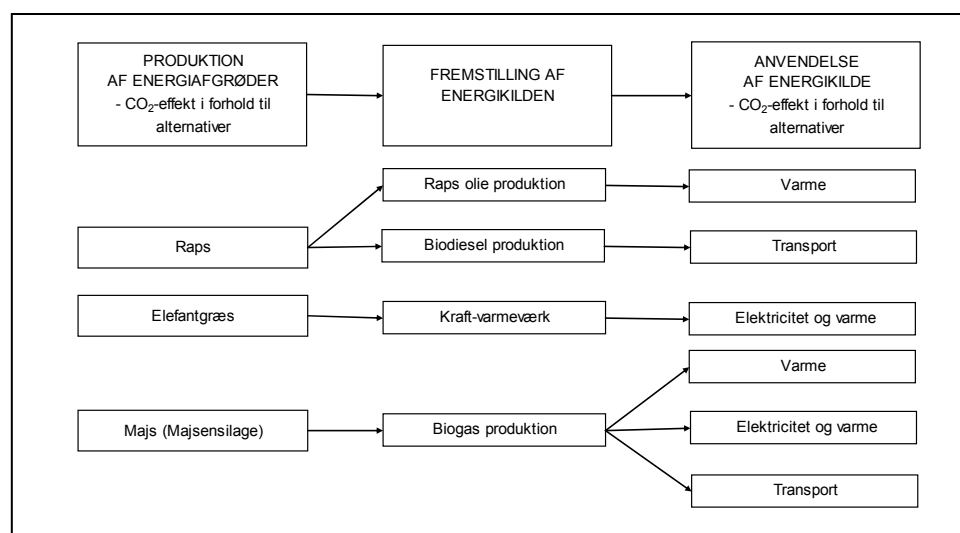 PRODUKTION
AF ENERGIAFGRØDER
- CO₂-effekt i forhold til
alternativer
FREMSTILLING AF
ENERGIKILDEN
ANVENDELSE
AF ENERGIKILDE
- CO₂-effekt i forhold til
alternativer
Raps olie produktion
Varme
Raps
Biodiesel produktion
Transport
Elefantgræs
Kraft-varmeværk
Elektricitet og varme
Varme
Majs (Majsensilage)
Biogas produktion
Elektricitet og varme
Transport